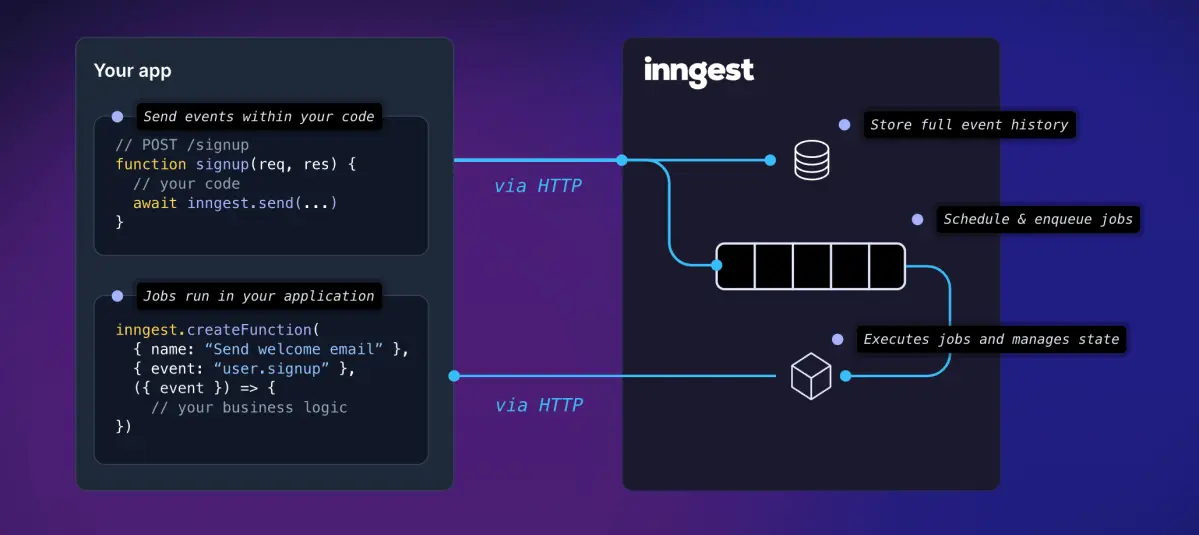 Your app
Send events within your code
// POST /signup
function signup(req, res) {
  // your code
  await inngest.send(...)
}
Jobs run in your application
inngest.createFunction(
  { name: “Send welcome email” },
  { event: “user.signup” },
  ({ event }) => {
    // your business logic
})
via HTTP
via HTTP
inngest
Store full event history
Schedule & enqueue jobs
Executes jobs and manages state